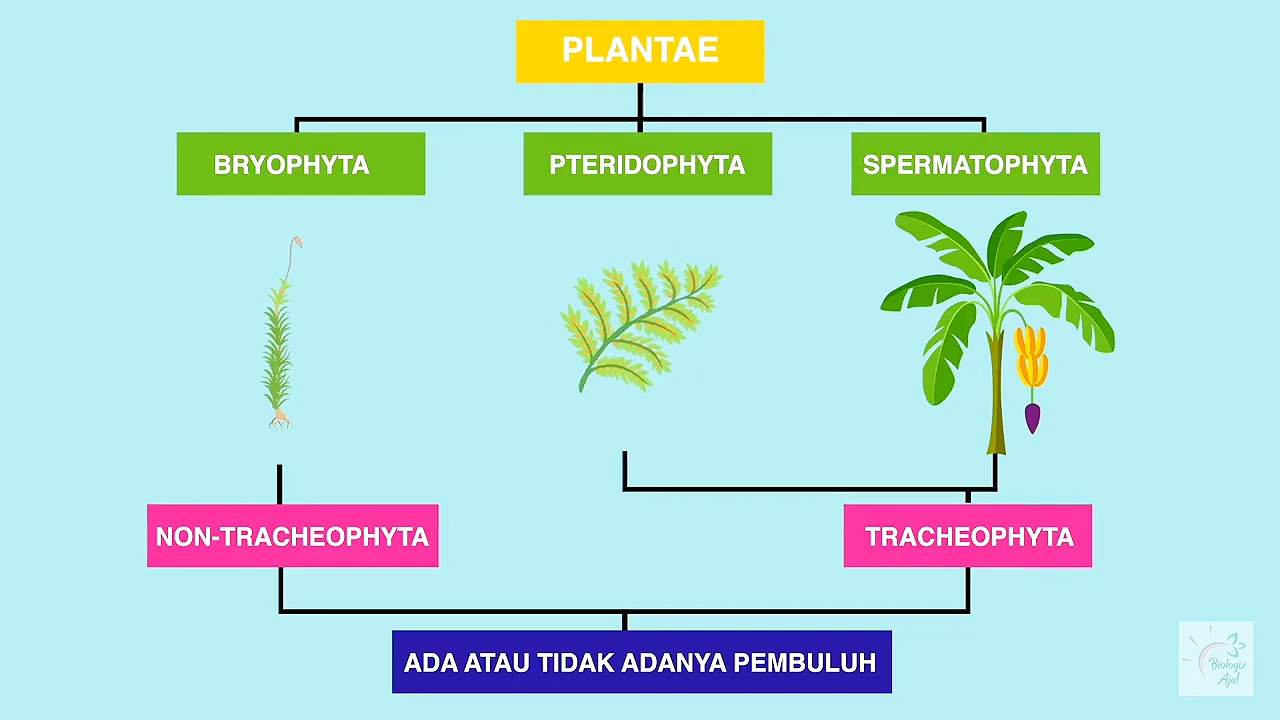 PLANTAE
BRYOPHYTA
PTERIDOPHYTA
SPERMATOPHYTA
NON-TRACHEOPHYTA
TRACHEOPHYTA
ADA ATAU TIDAK ADANYA PEMBULUH
Biologi
Aja!